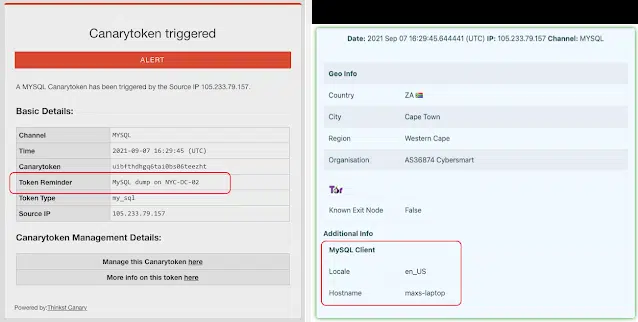 Canarytoken triggered
ALERT
A MYSQL Canarytoken has been triggered by the Source IP 105.233.79.157.
Basic Details:
Channel MYSQL
Time 2021-09-07 16:29:45 (UTC)
Canarytoken uibfthdhgq6tai0bs06teezht
Token Reminder MySQL dump on NYC-DC-02
Token Type my_sql
Source IP 105.233.79.157
Canarytoken Management Details:
Manage this Canarytoken here
More info on this token here
Powered by:Thinkst Canary
Date: 2021 Sep 07 16:29:45.644441 (UTC) IP: 105.233.79.157 Channel: MYSQL
Geo Info
Country ZA
City Cape Town
Region Western Cape
Organisation AS36874 Cybersmart
Tor
Known Exit Node False
Additional Info
MySQL Client
Locale en_US
Hostname maxs-laptop